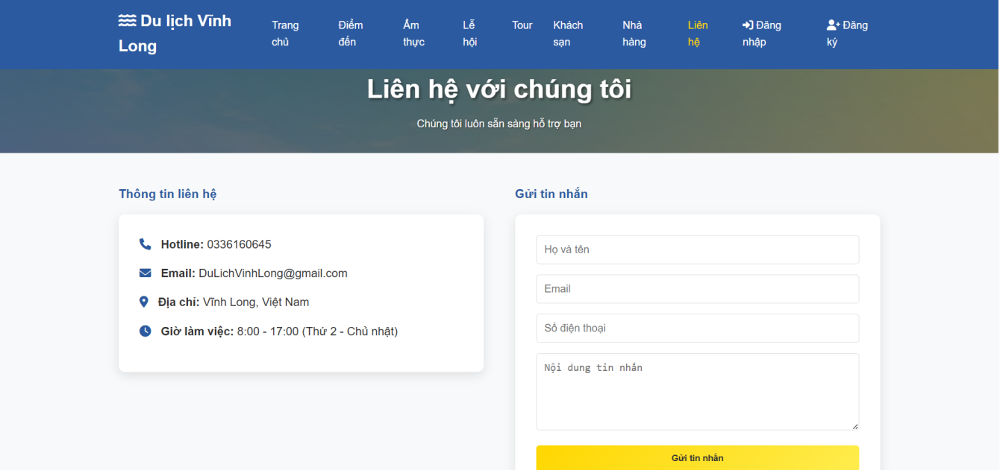 Du lịch Vĩnh
Long
Trang
chủ
Điểm
đến
Ẩm
thực
Lễ
hội
Tour
Khách
sạn
Nhà
hàng
Liên
hệ
Đăng
nhập
Đăng
ký
Liên hệ với chúng tôi
Chúng tôi luôn sẵn sàng hỗ trợ bạn
Thông tin liên hệ
Hotline: 0336160645
Email: DuLichVinhLong@gmail.com
Địa chỉ: Vĩnh Long, Việt Nam
Giờ làm việc: 8:00 - 17:00 (Thứ 2 - Chủ nhật)
Gửi tin nhắn
Họ và tên
Email
Số điện thoại
Nội dung tin nhắn
Gửi tin nhắn